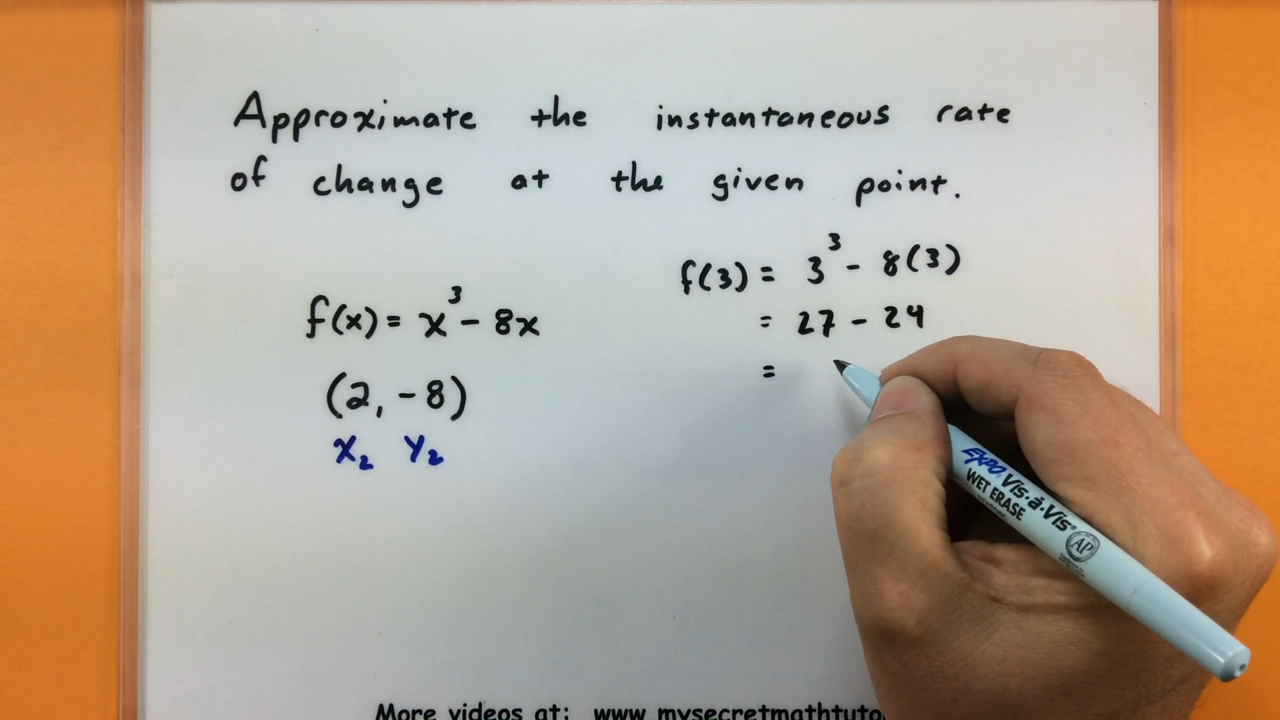 Approximate the instantaneous rate
of change at the given point.
f(x) = x³ - 8x
(2, -8)
x₂ y₂
f(3) = 3³ - 8(3)
= 27 - 24
=
EXPO Vis·à·Vis®
WET ERASE
AP
More videos at: www.mysecretmathtuto